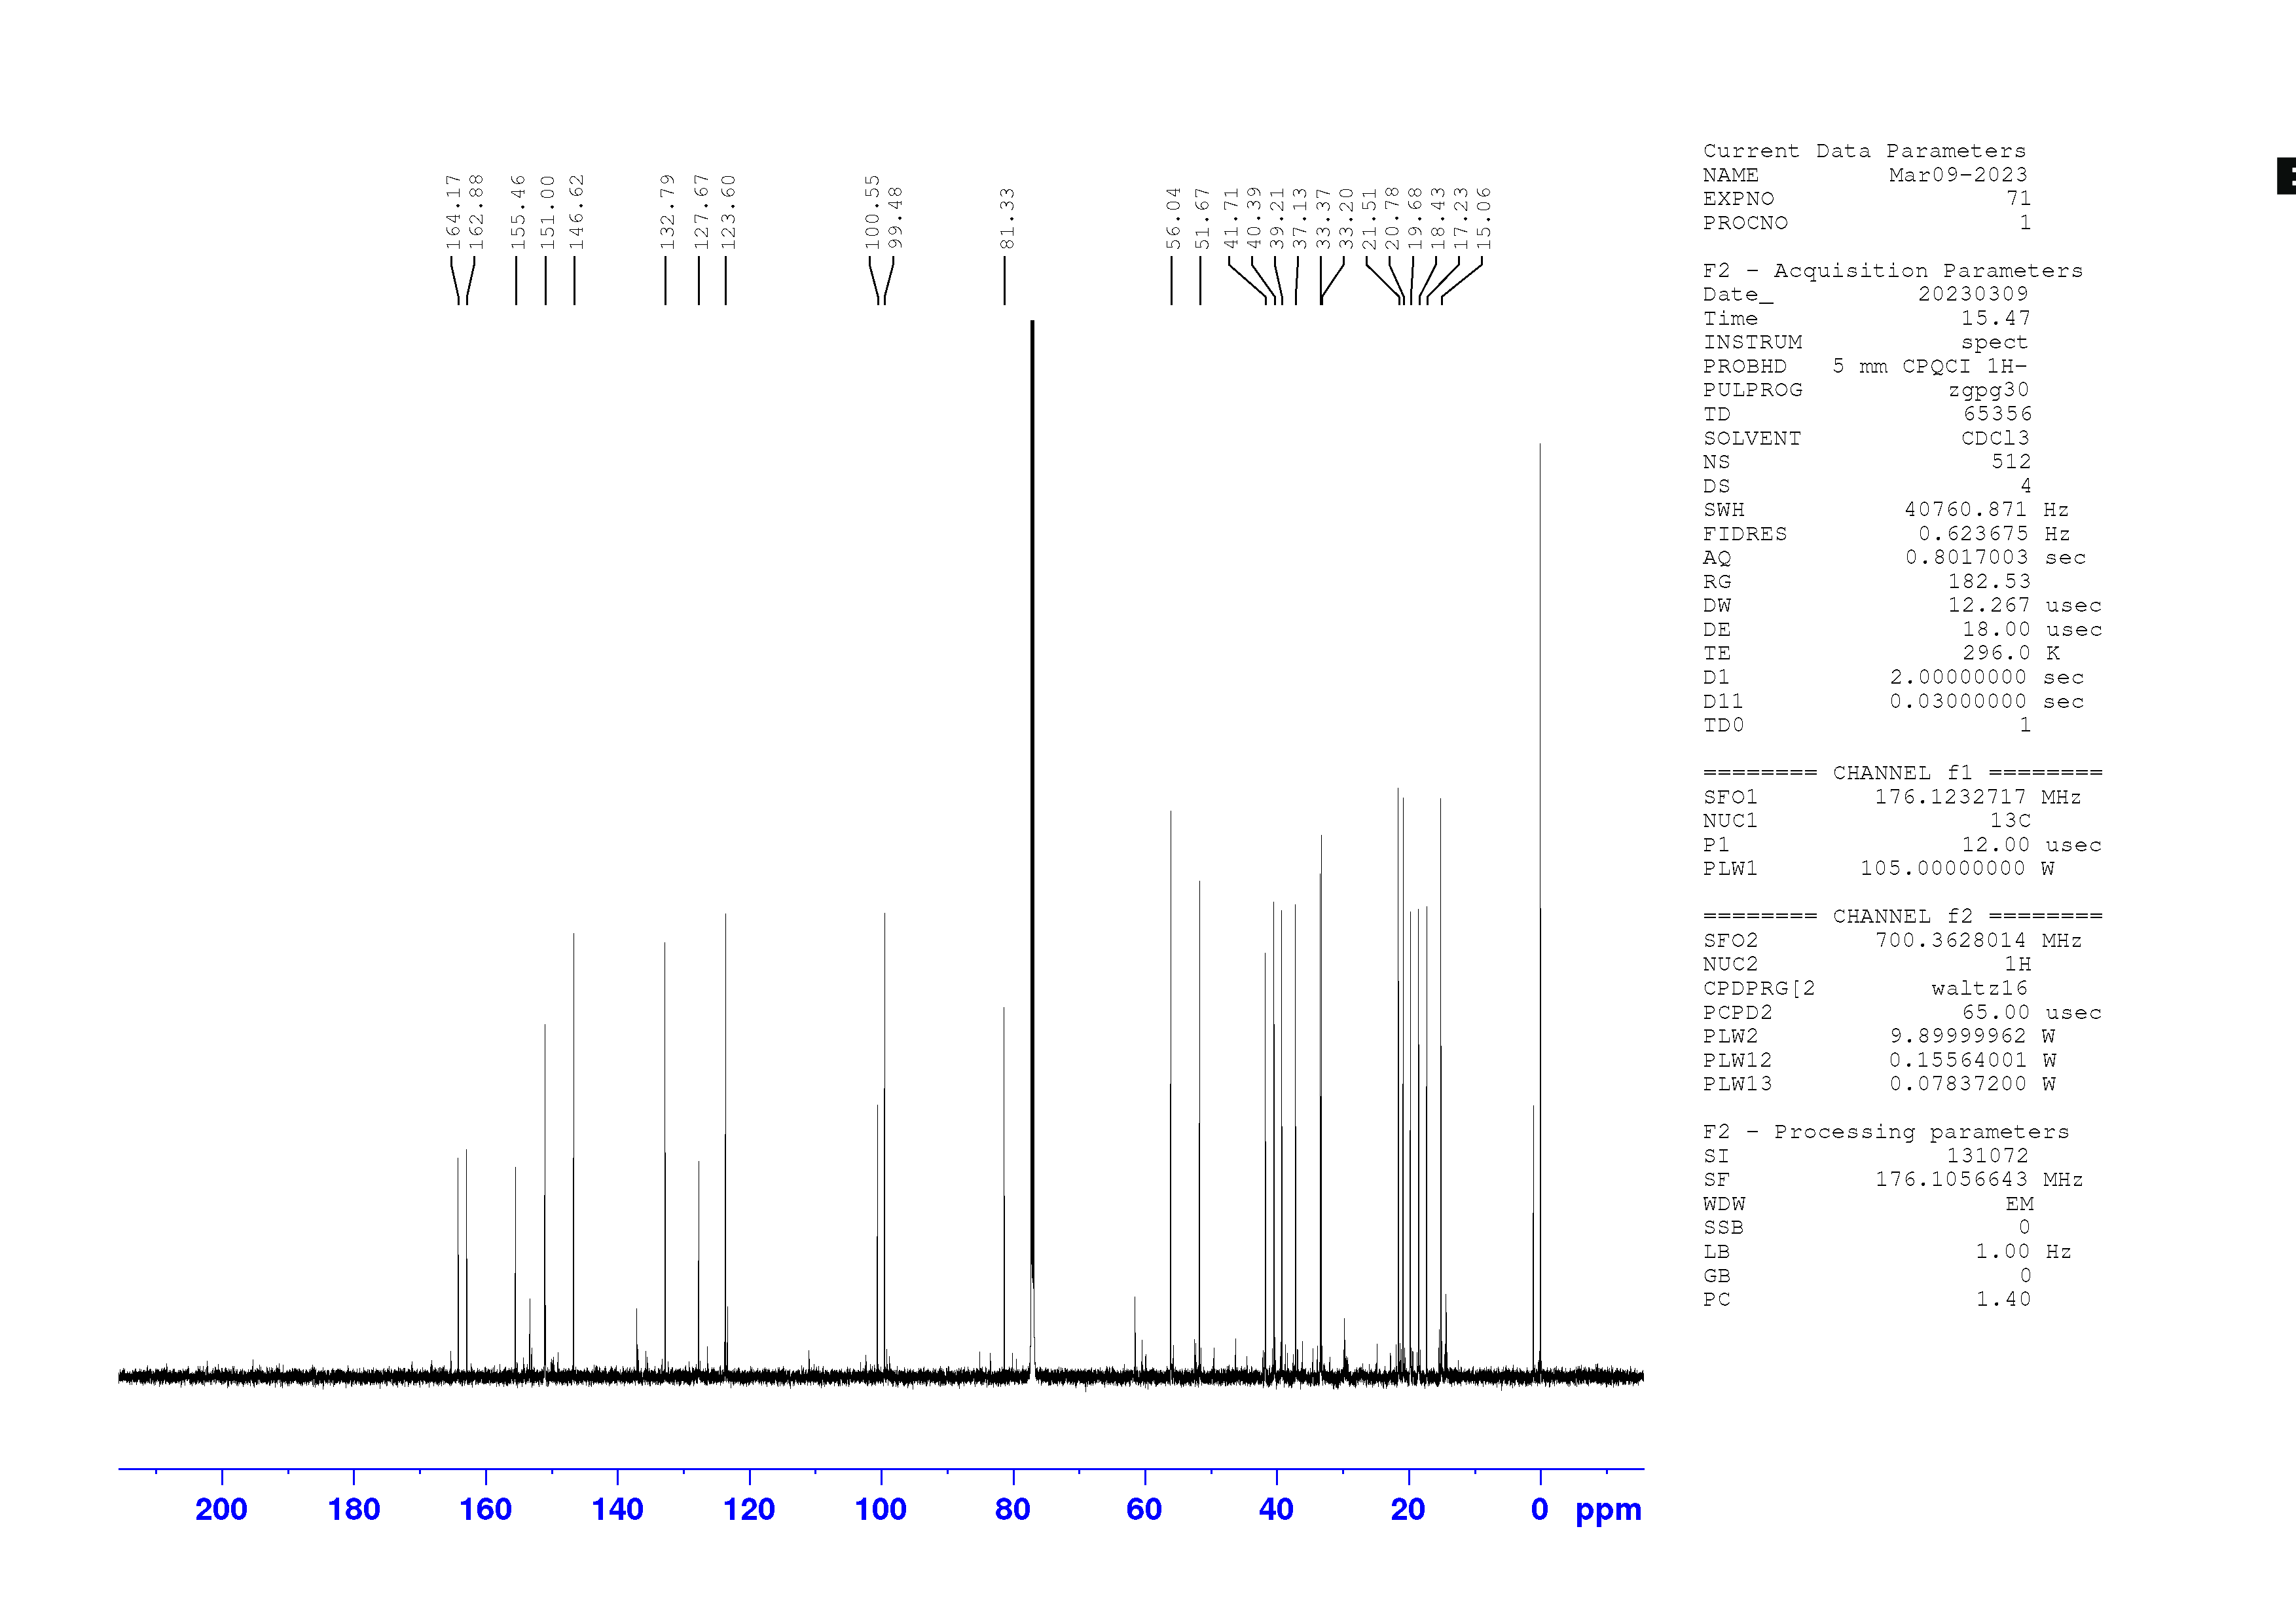 164.17
162.88
155.46
151.00
146.62
132.79
127.67
123.60
100.55
99.48
81.33
56.04
51.67
41.71
40.39
39.21
37.13
33.37
33.20
21.51
20.78
19.68
18.43
17.23
15.06
200 180 160 140 120 100 80 60 40 20 0 ppm
Current Data Parameters
NAME Mar09-2023
EXPNO 71
PROCNO 1
F2 - Acquisition Parameters
Date_ 20230309
Time 15.47
INSTRUM spect
PROBHD 5 mm CPQCI 1H-
PULPROG zgpg30
TD 65356
SOLVENT CDCl3
NS 512
DS 4
SWH 40760.871 Hz
FIDRES 0.623675 Hz
AQ 0.8017003 sec
RG 182.53
DW 12.267 usec
DE 18.00 usec
TE 296.0 K
D1 2.00000000 sec
D11 0.03000000 sec
TD0 1
======== CHANNEL f1 ========
SFO1 176.1232717 MHz
NUC1 13C
P1 12.00 usec
PLW1 105.00000000 W
======== CHANNEL f2 ========
SFO2 700.3628014 MHz
NUC2 1H
CPDPRG[2 waltz16
PCPD2 65.00 usec
PLW2 9.89999962 W
PLW12 0.15564001 W
PLW13 0.07837200 W
F2 - Processing parameters
SI 131072
SF 176.1056643 MHz
WDW EM
SSB 0
LB 1.00 Hz
GB 0
PC 1.40